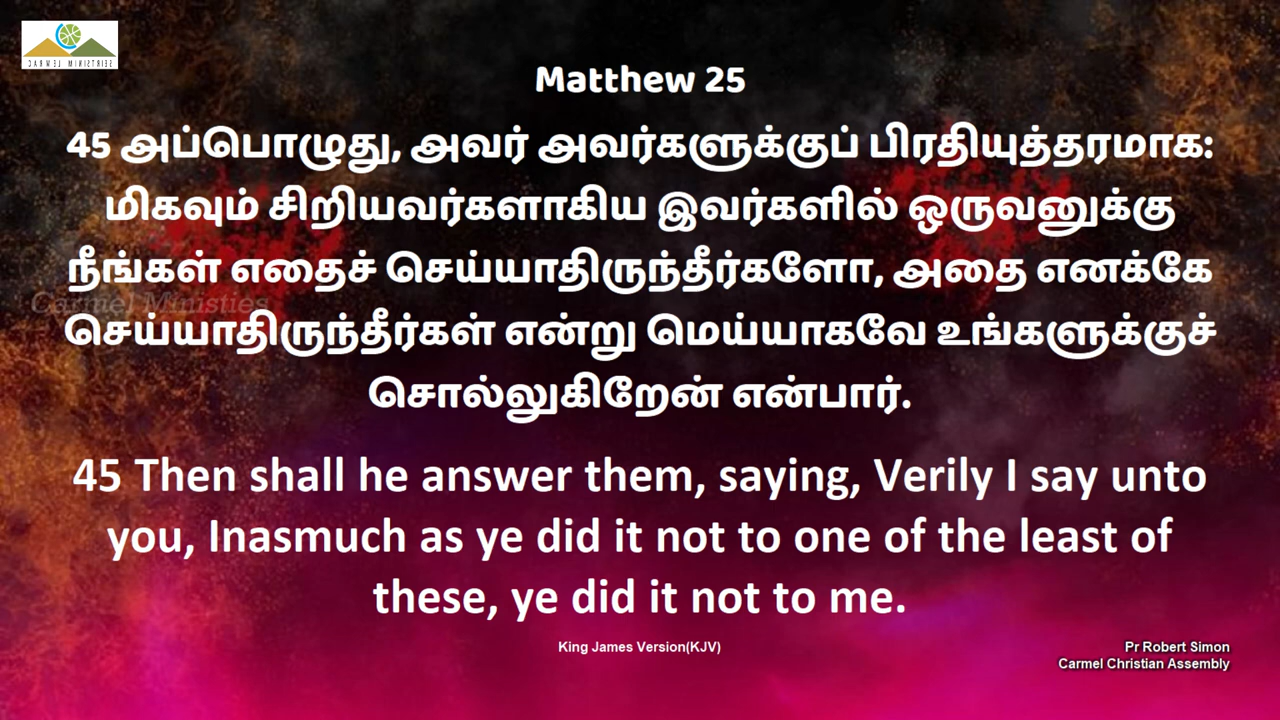 Matthew 25
45 அப்பொழுது, அவர் அவர்களுக்குப் பிரதியுத்தரமாக:
மிகவும் சிறியவர்களாகிய இவர்களில் ஒருவனுக்கு
நீங்கள் எதைச் செய்யாதிருந்தீர்களோ, அதை எனக்கே
Carmel Ministies
செய்யாதிருந்தீர்கள் என்று மெய்யாகவே உங்களுக்குச்
சொல்லுகிறேன் என்பார்.
45 Then shall he answer them, saying, Verily I say unto
you, Inasmuch as ye did it not to one of the least of
these, ye did it not to me.
King James Version(KJV)
Pr Robert Simon
Carmel Christian Assembly